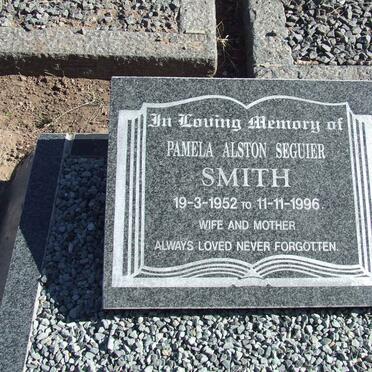 In Loving Memory of
PAMELA ALSTON SEGUIER
SMITH
19-3-1952 TO 11-11-1996
WIFE AND MOTHER
ALWAYS LOVED NEVER FORGOTTEN.